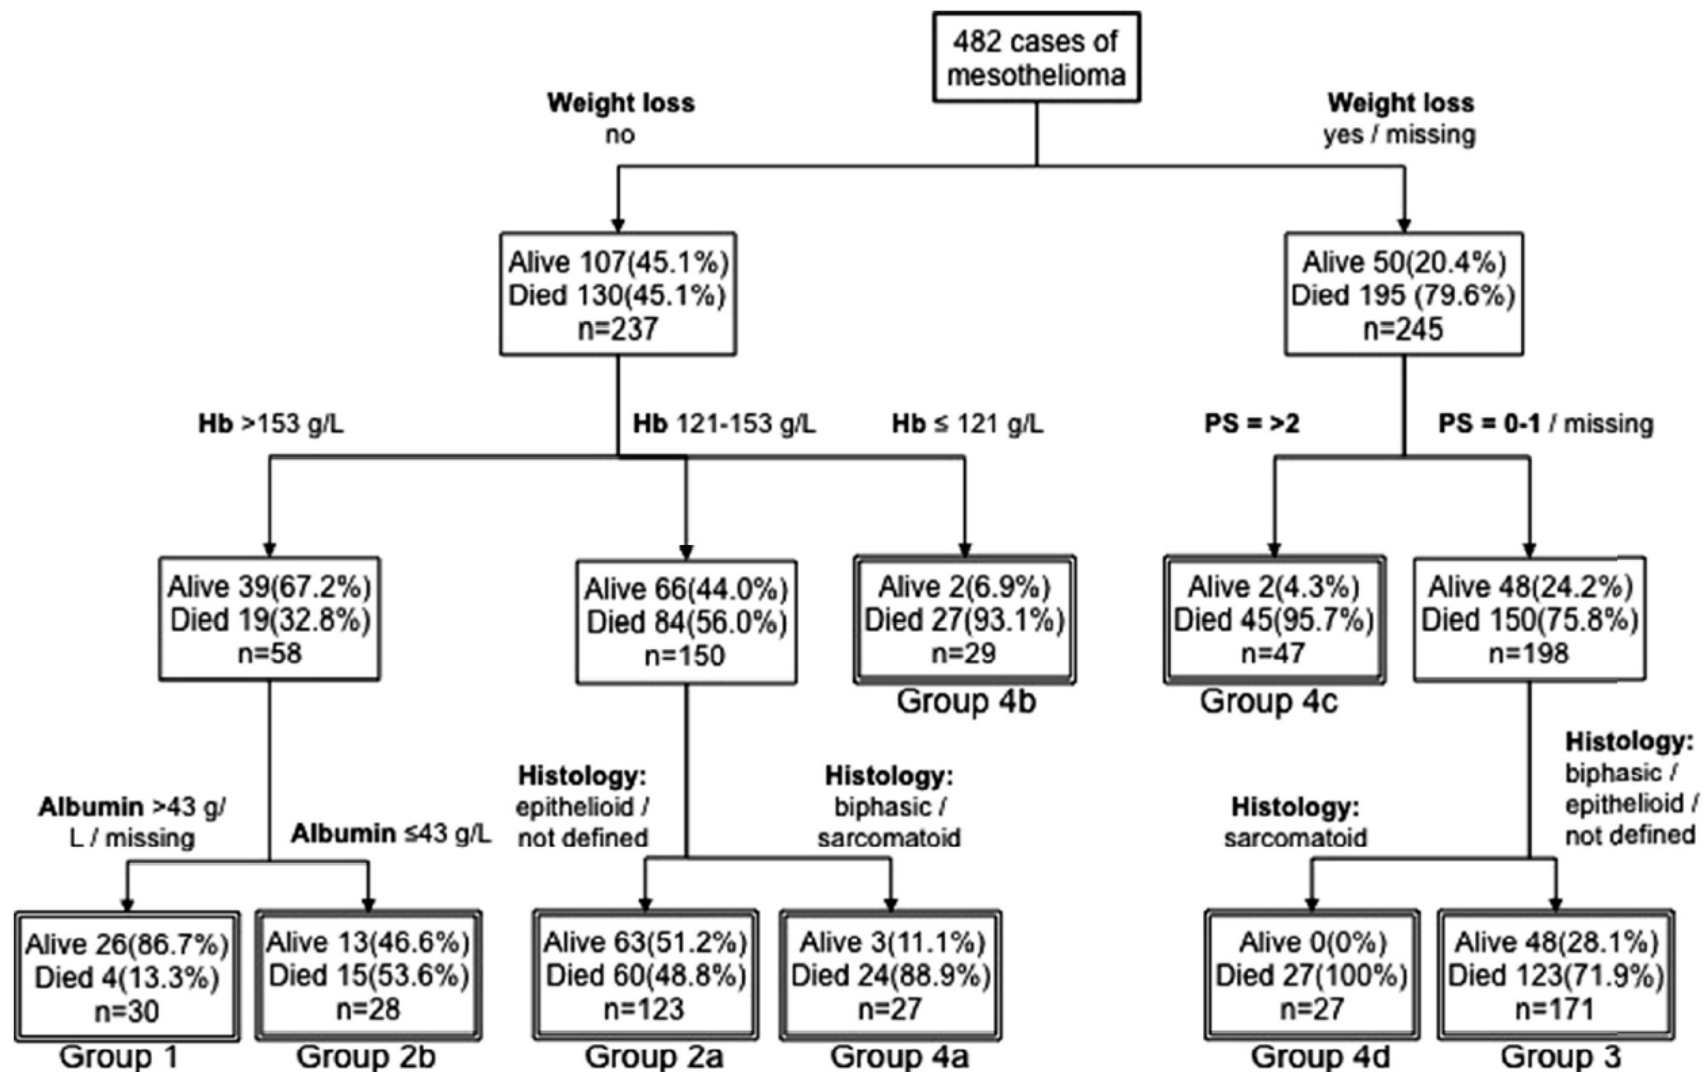 482 cases of
mesothelioma
Weight loss
no
Weight loss
yes / missing
Alive 107(45.1%)
Died 130(45.1%)
n=237
Alive 50(20.4%)
Died 195 (79.6%)
n=245
Hb >153 g/L
Hb 121-153 g/L
Hb ≤ 121 g/L
PS = >2
PS = 0-1 / missing
Alive 39(67.2%)
Died 19(32.8%)
n=58
Alive 66(44.0%)
Died 84(56.0%)
n=150
Alive 2(6.9%)
Died 27(93.1%)
n=29
Group 4b
Alive 2(4.3%)
Died 45(95.7%)
n=47
Group 4c
Alive 48(24.2%)
Died 150(75.8%)
n=198
Albumin >43 g/
L / missing
Albumin ≤43 g/L
Histology:
epithelioid /
not defined
Histology:
biphasic /
sarcomatoid
Histology:
sarcomatoid
Histology:
biphasic /
epithelioid /
not defined
Alive 26(86.7%)
Died 4(13.3%)
n=30
Group 1
Alive 13(46.6%)
Died 15(53.6%)
n=28
Group 2b
Alive 63(51.2%)
Died 60(48.8%)
n=123
Group 2a
Alive 3(11.1%)
Died 24(88.9%)
n=27
Group 4a
Alive 0(0%)
Died 27(100%)
n=27
Group 4d
Alive 48(28.1%)
Died 123(71.9%)
n=171
Group 3